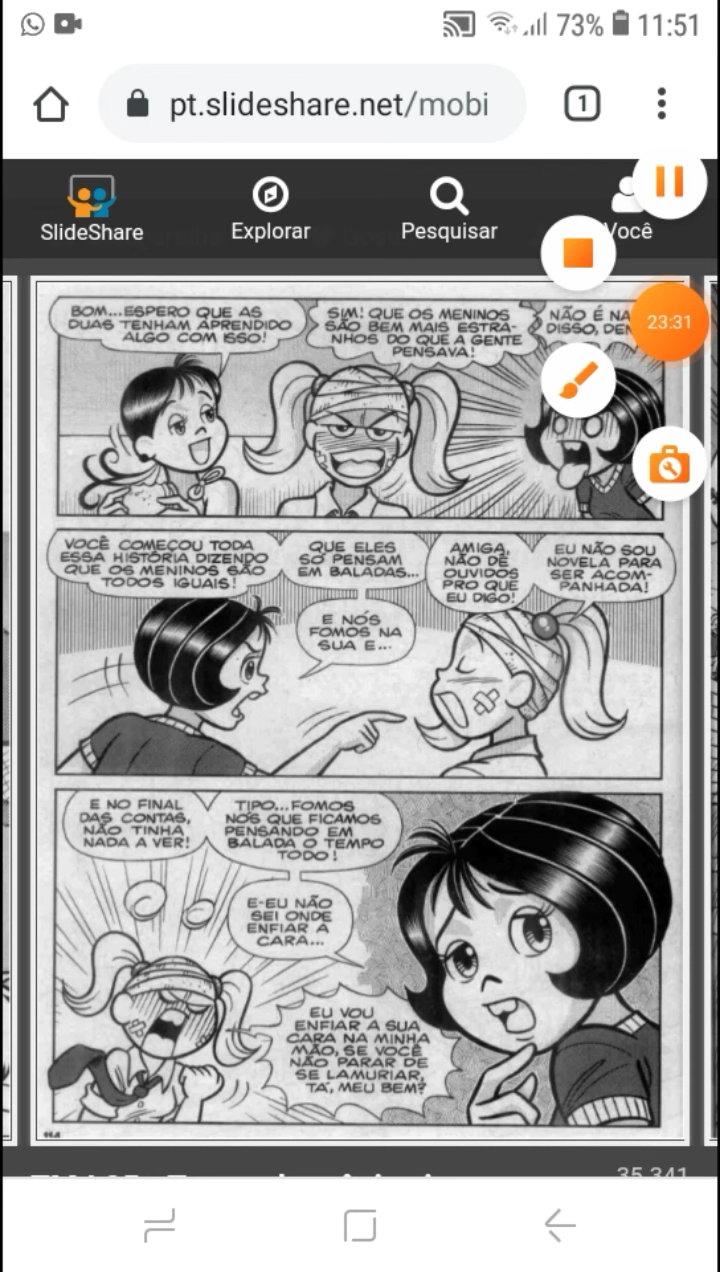 73% 11:51
pt.slideshare.net/mobi
1
SlideShare
Explorar
Pesquisar
Você
23:31
BOM...ESPERO QUE AS
DUAS TENHAM APRENDIDO
ALGO COM ISSO!
SIM! QUE OS MENINOS
SÃO BEM MAIS ESTRA-
NHOS DO QUE A GENTE
PENSAVA!
NÃO É
DISSO,
VOCÊ COMEÇOU TODA
ESSA HISTÓRIA DIZENDO
QUE OS MENINOS SÃO
TODOS IGUAIS!
QUE ELES
SÓ PENSAM
EM BALADAS...
E NÓS
FOMOS NA
SUA E...
AMIGA,
NÃO DÊ
OUVIDOS
PRO QUE
EU DIGO!
EU NÃO SOU
NOVELA PARA
SER ACOM-
PANHADA!
E NO FINAL
DAS CONTAS,
NÃO TINHA
NADA A VER!
TIPO...FOMOS
NÓS QUE FICAMOS
PENSANDO EM
BALADA O TEMPO
TODO!
E-EU NÃO
SEI ONDE
ENFIAR A
CARA...
EU VOU
ENFIAR A SUA
CARA NA MINHA
MÃO, SE VOCÊ
NÃO PARAR DE
SE LAMURIAR,
TÁ, MEU BEM?
35.341